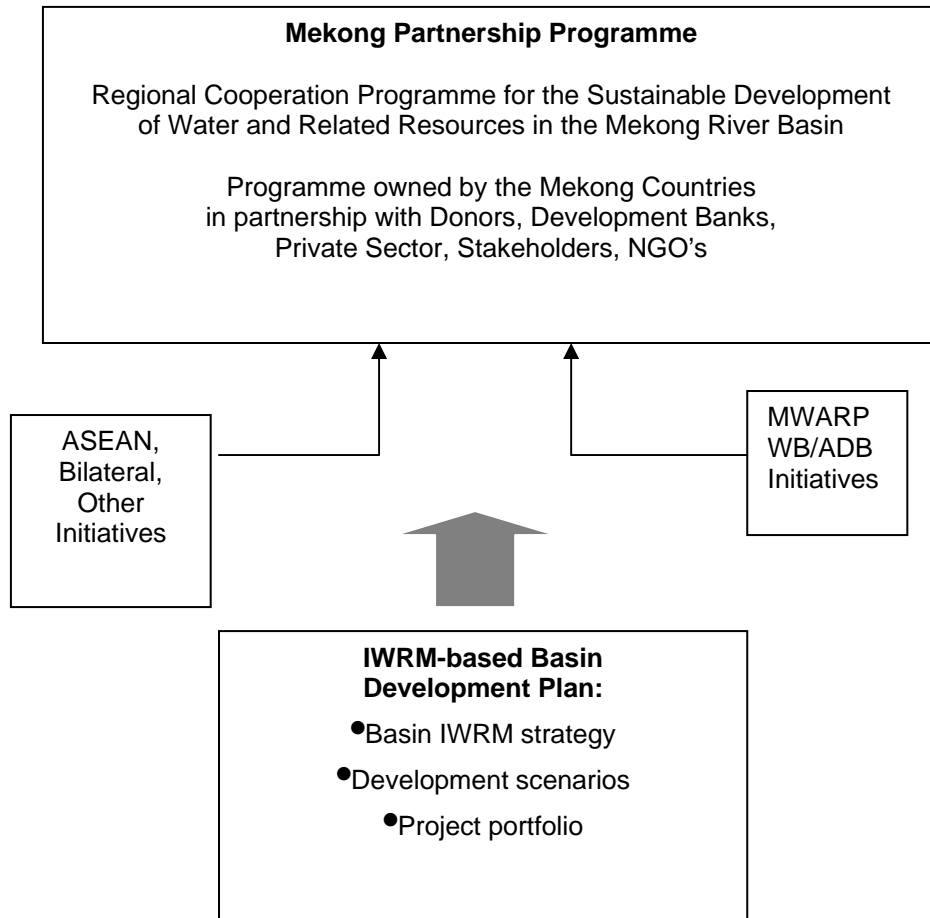 Mekong Partnership Programme
Regional Cooperation Programme for the Sustainable Development
of Water and Related Resources in the Mekong River Basin
Programme owned by the Mekong Countries
in partnership with Donors, Development Banks,
Private Sector, Stakeholders, NGO's
ASEAN,
Bilateral,
Other
Initiatives
MWARP
WB/ADB
Initiatives
IWRM-based Basin
Development Plan:
●Basin IWRM strategy
●Development scenarios
●Project portfolio